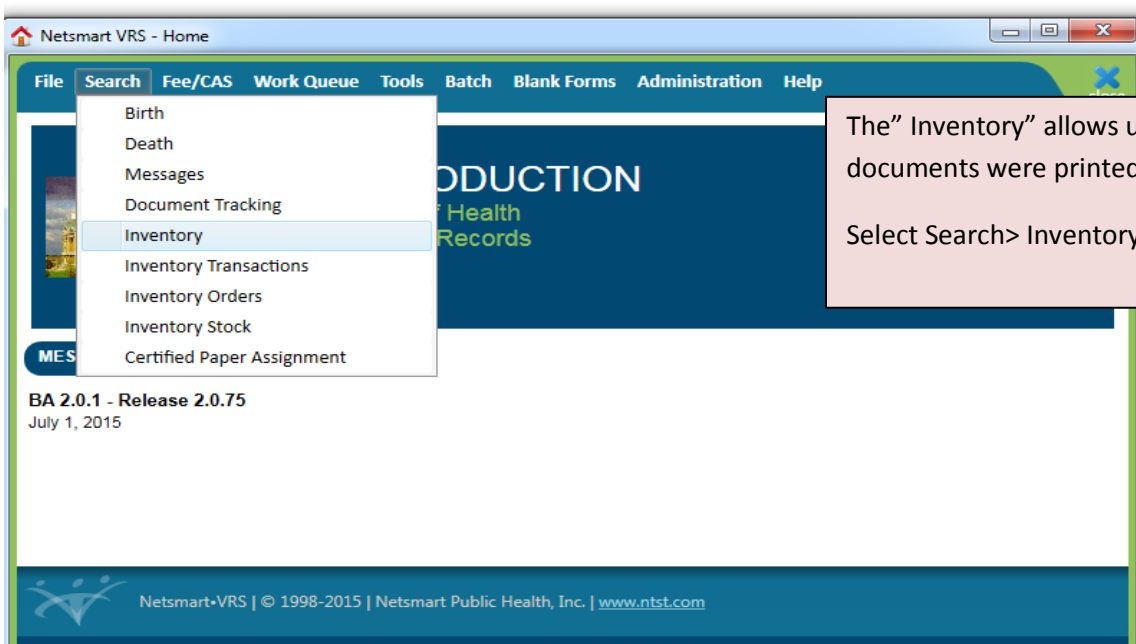 Netsmart VRS - Home
File Search Fee/CAS Work Queue Tools Batch Blank Forms Administration Help
Birth
Death
Messages
Document Tracking
Inventory
Inventory Transactions
Inventory Orders
Inventory Stock
Certified Paper Assignment
The” Inventory” allows
documents were printed
Select Search> Inventory
Health
Records
BA 2.0.1 - Release 2.0.75
July 1, 2015
Netsmart•VRS | © 1998-2015 | Netsmart Public Health, Inc. | www.ntst.com